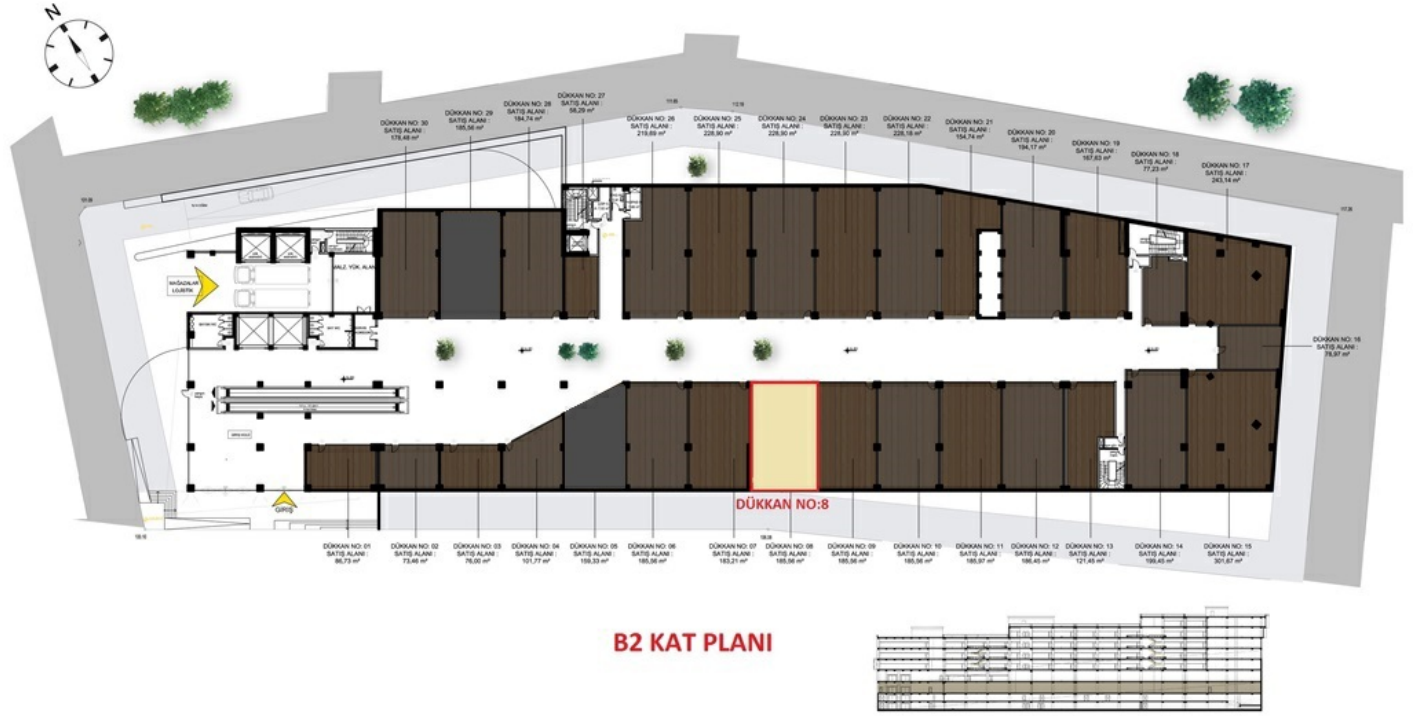 N
DÜKKAN NO: 30
SATIŞ ALANI :
178,48 m²
DÜKKAN NO: 29
SATIŞ ALANI :
185,56 m²
DÜKKAN NO: 28
SATIŞ ALANI :
184,74 m²
DÜKKAN NO: 27
SATIŞ ALANI :
58,29 m²
DÜKKAN NO: 26
SATIŞ ALANI :
219,69 m²
DÜKKAN NO: 25
SATIŞ ALANI :
228,90 m²
DÜKKAN NO: 24
SATIŞ ALANI :
228,90 m²
DÜKKAN NO: 23
SATIŞ ALANI :
228,90 m²
DÜKKAN NO: 22
SATIŞ ALANI :
228,18 m²
DÜKKAN NO: 21
SATIŞ ALANI :
154,74 m²
DÜKKAN NO: 20
SATIŞ ALANI :
194,17 m²
DÜKKAN NO: 19
SATIŞ ALANI :
167,63 m²
DÜKKAN NO: 18
SATIŞ ALANI :
77,23 m²
DÜKKAN NO: 17
SATIŞ ALANI :
243,14 m²
MALZ. YÜK. ALANI
MAĞAZALAR
LOJİSTİK
DÜKKAN NO: 16
SATIŞ ALANI :
78,97 m²
GİRİŞ HOLÜ
GİRİŞ
DÜKKAN NO:8
DÜKKAN NO: 01
SATIŞ ALANI :
86,73 m²
DÜKKAN NO: 02
SATIŞ ALANI :
73,46 m²
DÜKKAN NO: 03
SATIŞ ALANI :
76,00 m²
DÜKKAN NO: 04
SATIŞ ALANI :
101,77 m²
DÜKKAN NO: 05
SATIŞ ALANI :
159,33 m²
DÜKKAN NO: 06
SATIŞ ALANI :
185,56 m²
DÜKKAN NO: 07
SATIŞ ALANI :
183,21 m²
DÜKKAN NO: 08
SATIŞ ALANI :
185,56 m²
DÜKKAN NO: 09
SATIŞ ALANI :
185,56 m²
DÜKKAN NO: 10
SATIŞ ALANI :
185,56 m²
DÜKKAN NO: 11
SATIŞ ALANI :
185,97 m²
DÜKKAN NO: 12
SATIŞ ALANI :
186,45 m²
DÜKKAN NO: 13
SATIŞ ALANI :
121,45 m²
DÜKKAN NO: 14
SATIŞ ALANI :
DÜKKAN NO: 15
SATIŞ ALANI :
301,67 m²
B2 KAT PLANI